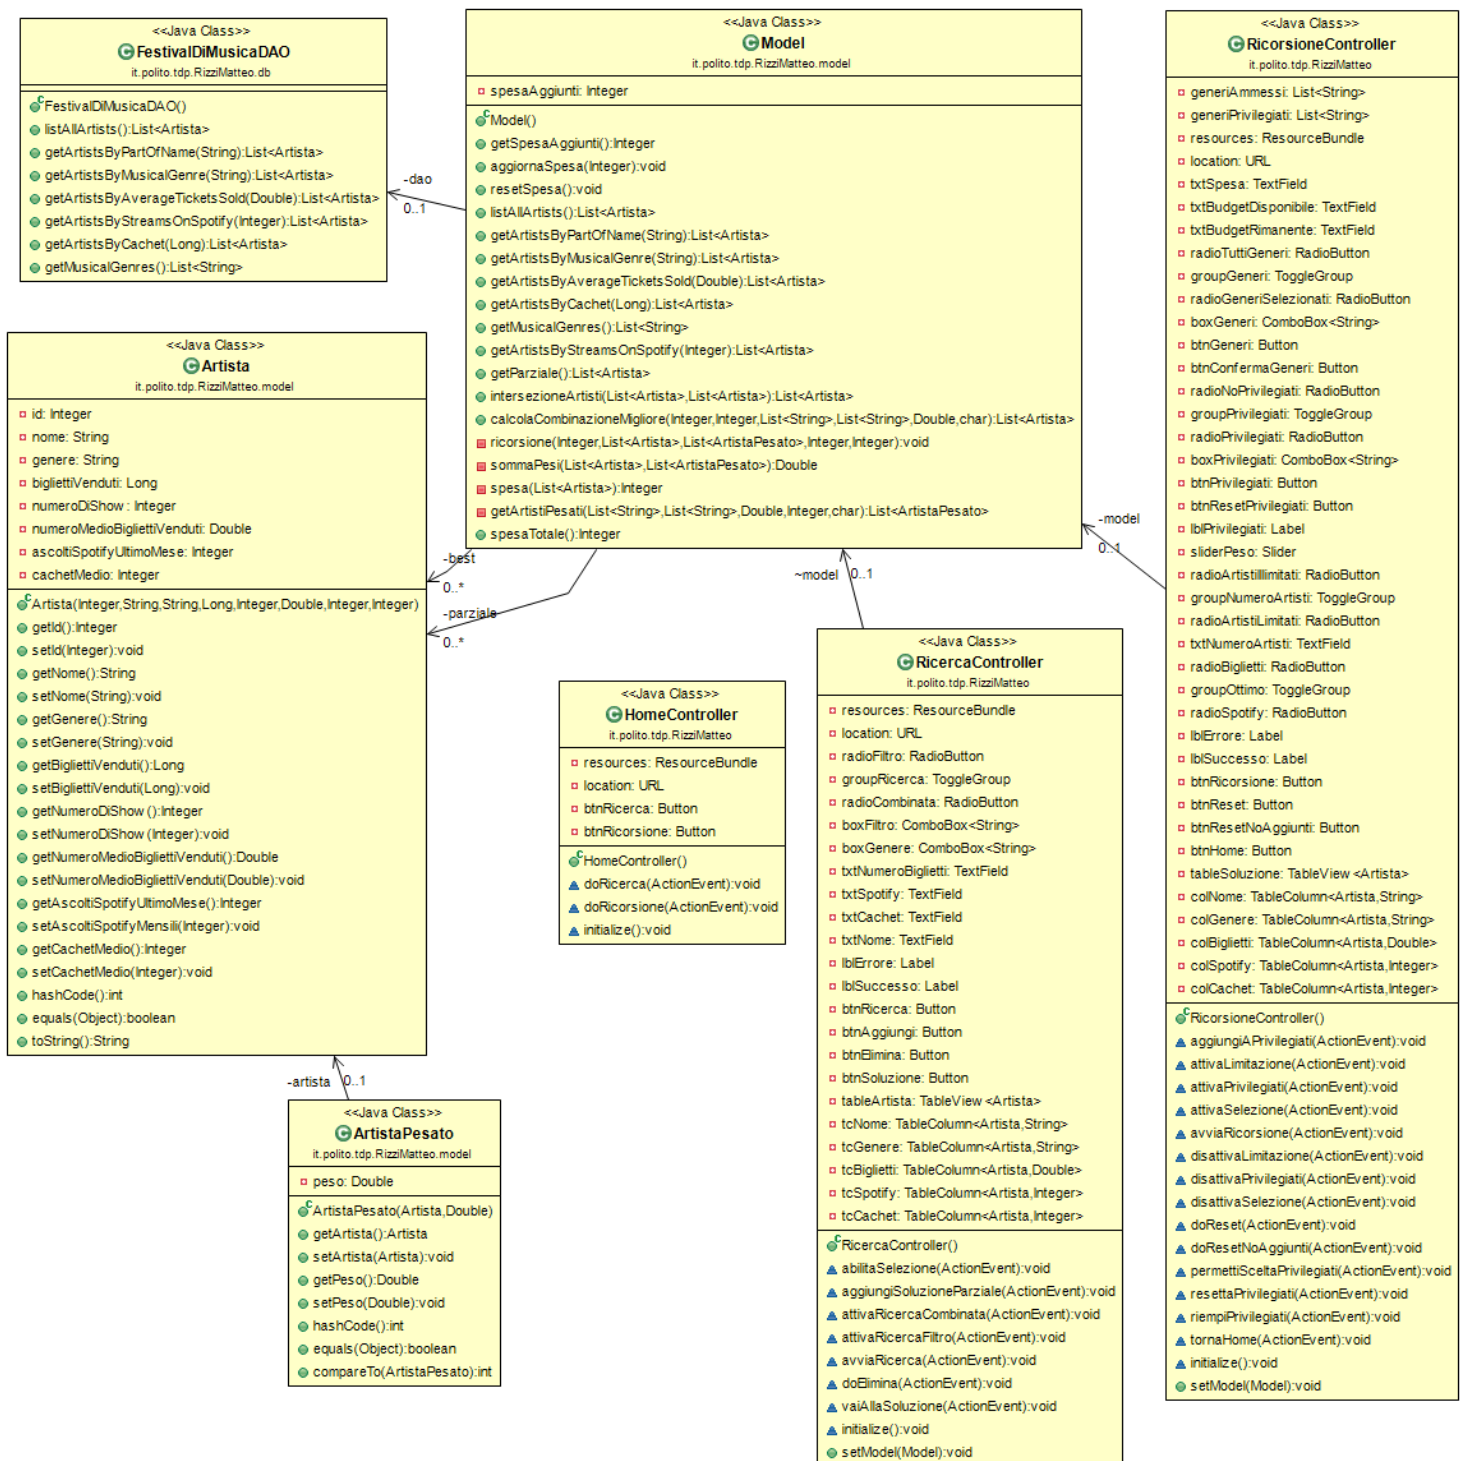 <<Java Class>>
FestivalDiMusicaDAO
it.polito.tdp.RizziMatteo.db
FestivalDiMusicaDAO()
listAllArtists():List<Artista>
getArtistsByPartOfName(String):List<Artista>
getArtistsByMusicalGenre(String):List<Artista>
getArtistsByAverageTicketsSold(Double):List<Artista>
getArtistsByStreamsOnSpotify(Integer):List<Artista>
getArtistsByCachet(Long):List<Artista>
getMusicalGenres():List<String>
-dao
0..1
<<Java Class>>
Model
it.polito.tdp.RizziMatteo.model
spesaAggiunti: Integer
Model()
getSpesaAggiunti():Integer
aggiornaSpesa(Integer):void
resetSpesa():void
listAllArtists():List<Artista>
getArtistsByPartOfName(String):List<Artista>
getArtistsByMusicalGenre(String):List<Artista>
getArtistsByAverageTicketsSold(Double):List<Artista>
getArtistsByCachet(Long):List<Artista>
getMusicalGenres():List<String>
getArtistsByStreamsOnSpotify(Integer):List<Artista>
getParziale():List<Artista>
intersezioneArtisti(List<Artista>,List<Artista>):List<Artista>
calcolaCombinazioneMigliore(Integer,Integer,List<String>,List<String>,Double,char):List<Artista>
ricorsione(Integer,List<Artista>,List<ArtistaPesato>,Integer,Integer):void
sommaPesi(List<Artista>,List<ArtistaPesato>):Double
spesa(List<Artista>):Integer
getArtistiPesati(List<String>,List<String>,Double,Integer,char):List<ArtistaPesato>
spesaTotale():Integer
-best
0..*
-parziale
0..*
~model
0..1
-model
0..1
<<Java Class>>
Artista
it.polito.tdp.RizziMatteo.model
id: Integer
nome: String
genere: String
bigliettiVenduti: Long
numeroDiShow: Integer
numeroMedioBigliettiVenduti: Double
ascoltiSpotifyUltimoMese: Integer
cachetMedio: Integer
Artista(Integer,String,String,Long,Integer,Double,Integer,Integer)
getId():Integer
setId(Integer):void
getNome():String
setNome(String):void
getGenere():String
setGenere(String):void
getBigliettiVenduti():Long
setBigliettiVenduti(Long):void
getNumeroDiShow():Integer
setNumeroDiShow(Integer):void
getNumeroMedioBigliettiVenduti():Double
setNumeroMedioBigliettiVenduti(Double):void
getAscoltiSpotifyUltimoMese():Integer
setAscoltiSpotifyMensili(Integer):void
getCachetMedio():Integer
setCachetMedio(Integer):void
hashCode():int
equals(Object):boolean
toString():String
-artista
0..1
<<Java Class>>
ArtistaPesato
it.polito.tdp.RizziMatteo.model
peso: Double
ArtistaPesato(Artista,Double)
getArtista():Artista
setArtista(Artista):void
getPeso():Double
setPeso(Double):void
hashCode():int
equals(Object):boolean
compareTo(ArtistaPesato):int
<<Java Class>>
HomeController
it.polito.tdp.RizziMatteo
resources: ResourceBundle
location: URL
btnRicerca: Button
btnRicorsione: Button
HomeController()
doRicerca(ActionEvent):void
doRicorsione(ActionEvent):void
initialize():void
<<Java Class>>
RicercaController
it.polito.tdp.RizziMatteo
resources: ResourceBundle
location: URL
radioFiltro: RadioButton
groupRicerca: ToggleGroup
radioCombinata: RadioButton
boxFiltro: ComboBox<String>
boxGenere: ComboBox<String>
txtNumeroBiglietti: TextField
txtSpotify: TextField
txtCachet: TextField
txtNome: TextField
lblErrore: Label
lblSuccesso: Label
btnRicerca: Button
btnAggiungi: Button
btnElimina: Button
btnSoluzione: Button
tableArtista: TableView<Artista>
tcNome: TableColumn<Artista,String>
tcGenere: TableColumn<Artista,String>
tcBiglietti: TableColumn<Artista,Double>
tcSpotify: TableColumn<Artista,Integer>
tcCachet: TableColumn<Artista,Integer>
RicercaController()
abilitaSelezione(ActionEvent):void
aggiungiSoluzioneParziale(ActionEvent):void
attivaRicercaCombinata(ActionEvent):void
attivaRicercaFiltro(ActionEvent):void
avviaRicerca(ActionEvent):void
doElimina(ActionEvent):void
vaiAllaSoluzione(ActionEvent):void
initialize():void
setModel(Model):void
<<Java Class>>
RicorsioneController
it.polito.tdp.RizziMatteo
generiAmmessi: List<String>
generiPrivilegiati: List<String>
resources: ResourceBundle
location: URL
txtSpesa: TextField
txtBudgetDisponibile: TextField
txtBudgetRimanente: TextField
radioTuttiGeneri: RadioButton
groupGeneri: ToggleGroup
radioGeneriSelezionati: RadioButton
boxGeneri: ComboBox<String>
btnGeneri: Button
btnConfermaGeneri: Button
radioNoPrivilegiati: RadioButton
groupPrivilegiati: ToggleGroup
radioPrivilegiati: RadioButton
boxPrivilegiati: ComboBox<String>
btnPrivilegiati: Button
btnResetPrivilegiati: Button
lblPrivilegiati: Label
sliderPeso: Slider
radioArtistiIllimitati: RadioButton
groupNumeroArtisti: ToggleGroup
radioArtistiLimitati: RadioButton
txtNumeroArtisti: TextField
radioBiglietti: RadioButton
groupOttimo: ToggleGroup
radioSpotify: RadioButton
lblErrore: Label
lblSuccesso: Label
btnRicorsione: Button
btnReset: Button
btnResetNoAggiunti: Button
btnHome: Button
tableSoluzione: TableView<Artista>
colNome: TableColumn<Artista,String>
colGenere: TableColumn<Artista,String>
colBiglietti: TableColumn<Artista,Double>
colSpotify: TableColumn<Artista,Integer>
colCachet: TableColumn<Artista,Integer>
RicorsioneController()
aggiungiAPrivilegiati(ActionEvent):void
attivaLimitazione(ActionEvent):void
attivaPrivilegiati(ActionEvent):void
attivaSelezione(ActionEvent):void
avviaRicorsione(ActionEvent):void
disattivaLimitazione(ActionEvent):void
disattivaPrivilegiati(ActionEvent):void
disattivaSelezione(ActionEvent):void
doReset(ActionEvent):void
doResetNoAggiunti(ActionEvent):void
permettiSceltaPrivilegiati(ActionEvent):void
resettaPrivilegiati(ActionEvent):void
riempiPrivilegiati(ActionEvent):void
tornaHome(ActionEvent):void
initialize():void
setModel(Model):void